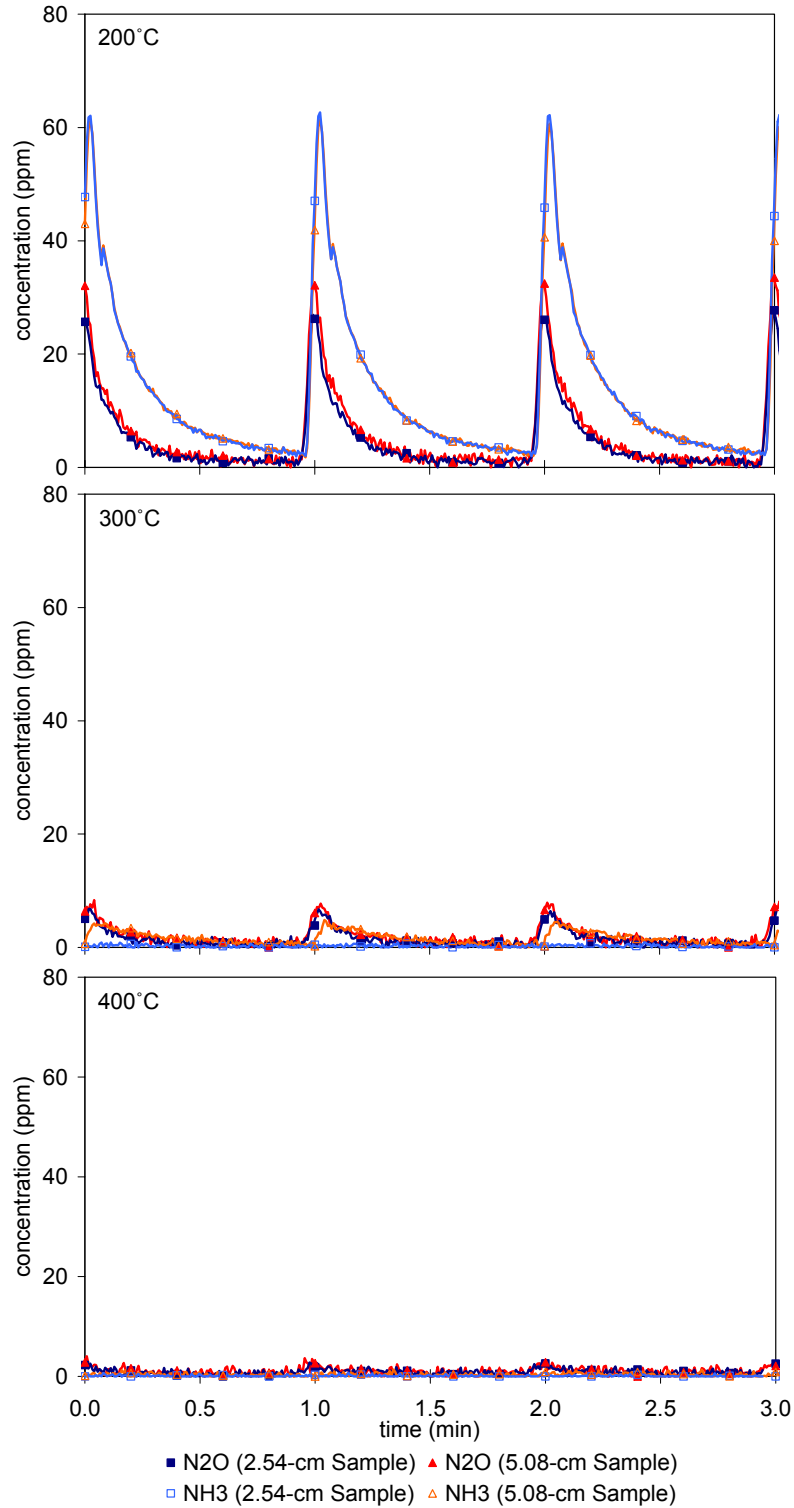 80
200˚C
60
concentration (ppm)
40
20
0
80
300˚C
60
concentration (ppm)
40
20
0
80
400˚C
60
concentration (ppm)
40
20
0
0.0 0.5 1.0 1.5 2.0 2.5 3.0
time (min)
N2O (2.54-cm Sample) N2O (5.08-cm Sample)
NH3 (2.54-cm Sample) NH3 (5.08-cm Sample)